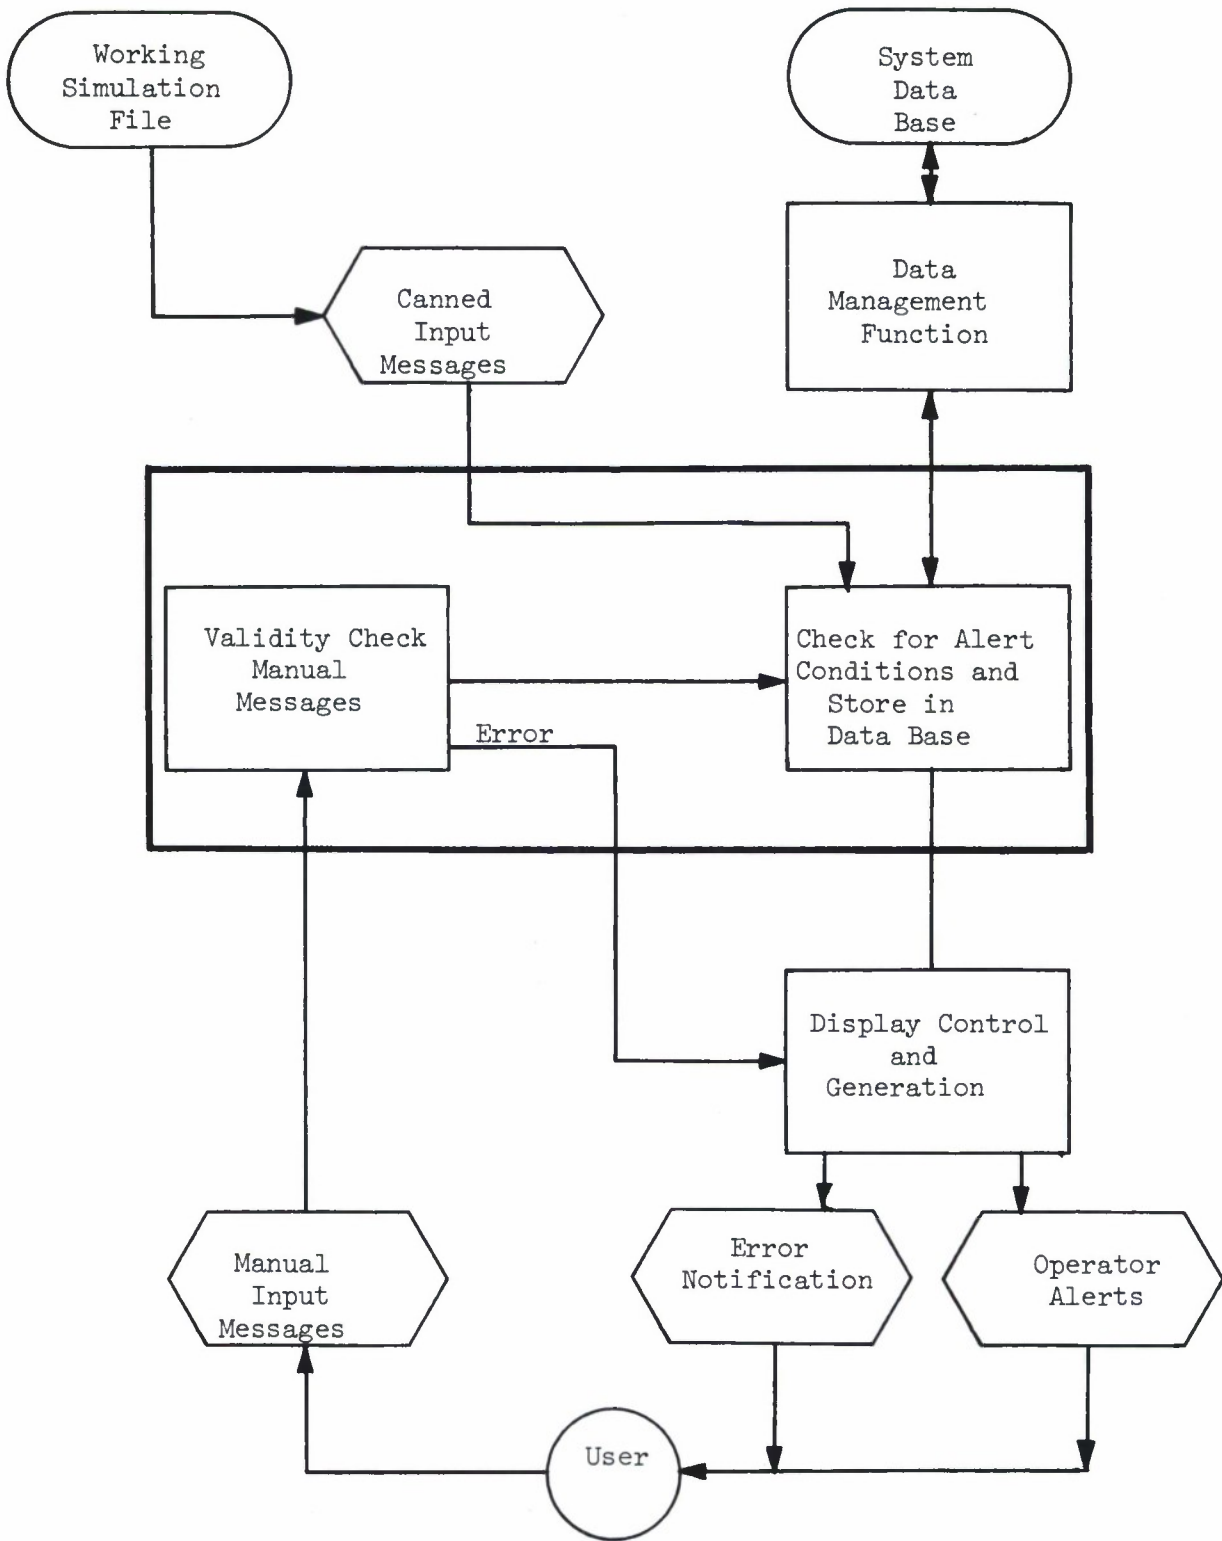 Working
Simulation
File
System
Data
Base
Canned
Input
Messages
Data
Management
Function
Validity Check
Manual
Messages
Error
Check for Alert
Conditions and
Store in
Data Base
Display Control
and
Generation
Manual
Input
Messages
Error
Notification
Operator
Alerts
User